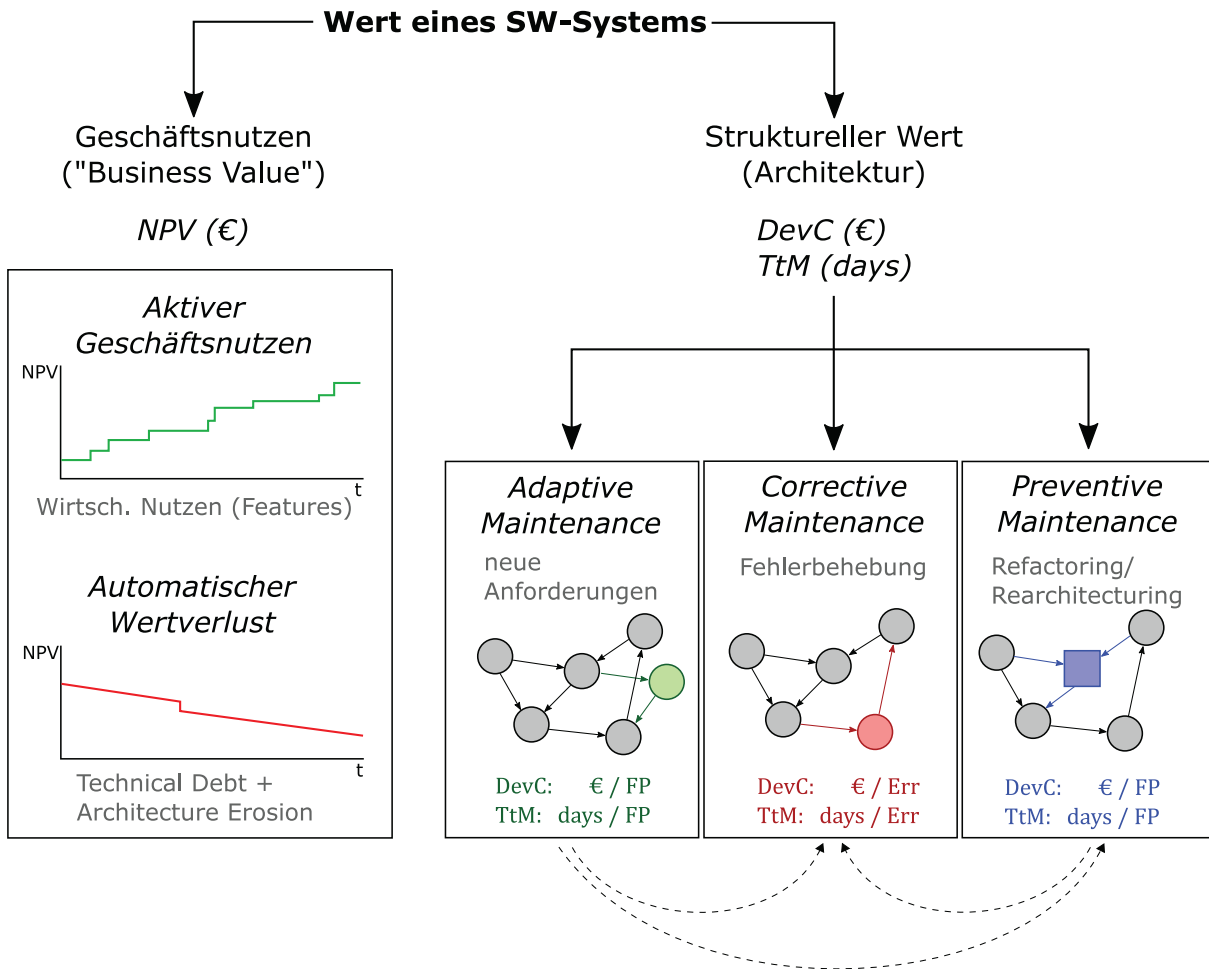 Wert eines SW-Systems
Geschäftsnutzen
("Business Value")
NPV (€)
Aktiver
Geschäftsnutzen
NPV
t
Wirtsch. Nutzen (Features)
Automatischer
Wertverlust
NPV
t
Technical Debt +
Architecture Erosion
Struktureller Wert
(Architektur)
DevC (€)
TtM (days)
Adaptive
Maintenance
neue
Anforderungen
DevC: € / FP
TtM: days / FP
Corrective
Maintenance
Fehlerbehebung
DevC: € / Err
TtM: days / Err
Preventive
Maintenance
Refactoring/
Rearchitecturing
DevC: € / FP
TtM: days / FP